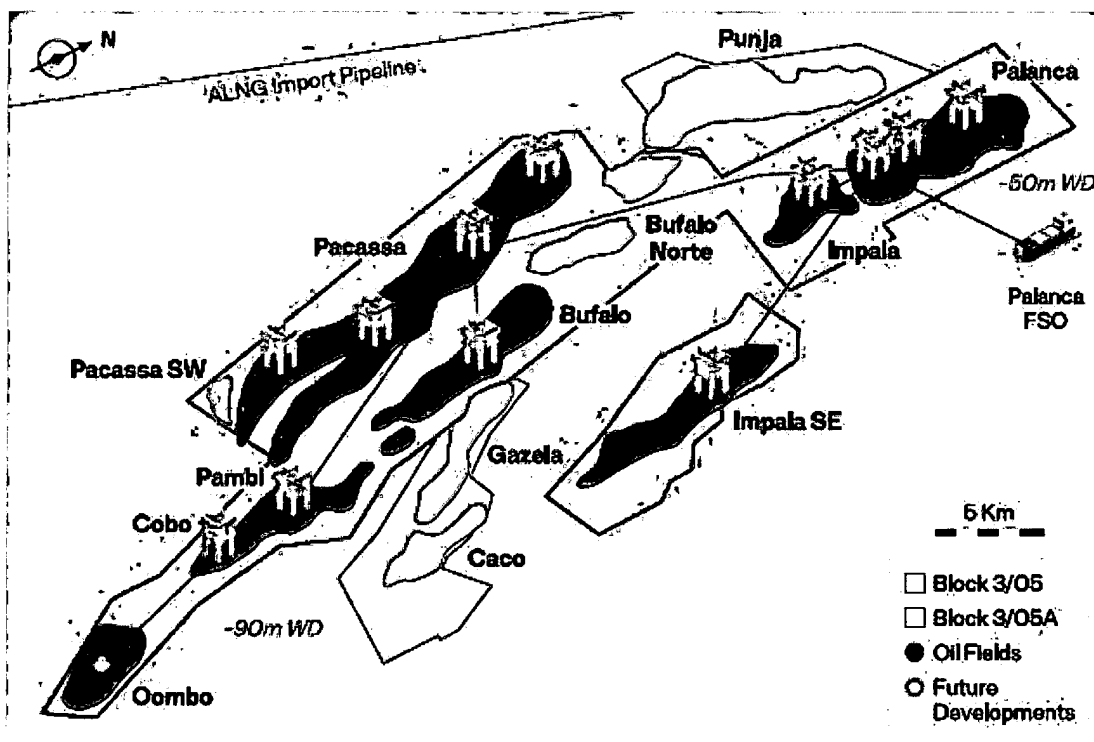 N
ALNG Import Pipeline
Punja
Palanca
~50m WD
Pacassa
Bufalo
Norte
Impala
Palanca
FSO
Bufalo
Pacassa SW
Impala SE
Gazela
Pambi
Cobo
Caco
5 Km
Block 3/05
Block 3/05A
~90m WD
Oil Fields
Oombo
Future
Developments